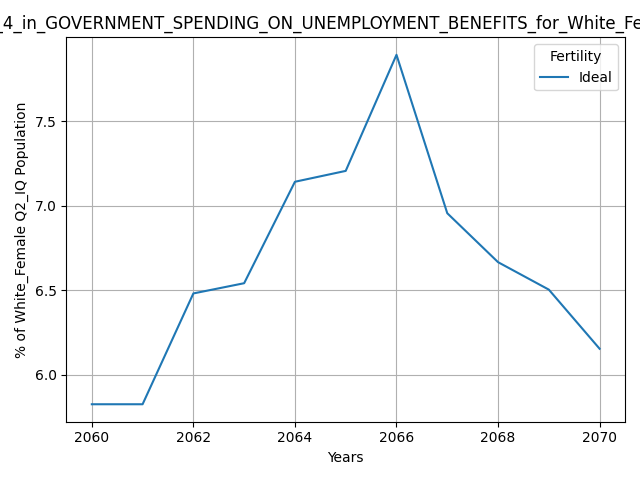 _4_in_GOVERNMENT_SPENDING_ON_UNEMPLOYMENT_BENEFITS_for_White_Fe
Fertility
Ideal
% of White_Female Q2_IQ Population
7.5
7.0
6.5
6.0
2060 2062 2064 2066 2068 2070
Years